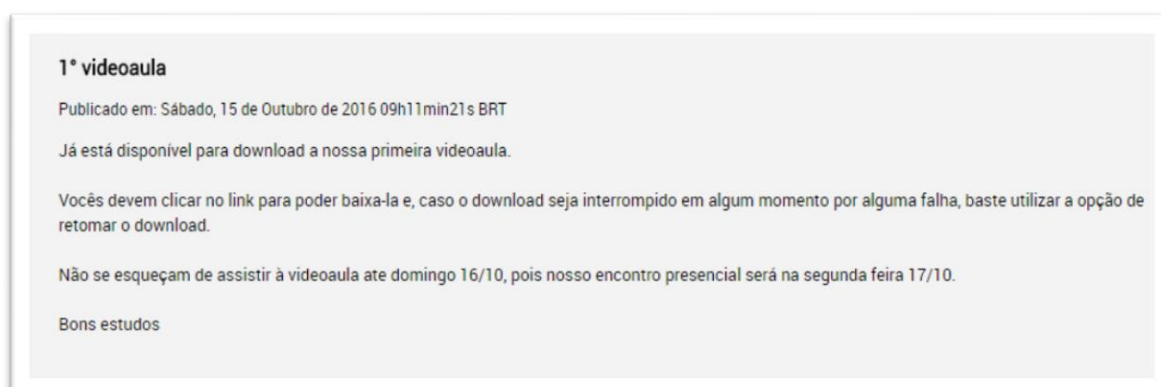 1° videoaula
Publicado em: Sábado, 15 de Outubro de 2016 09h11min21s BRT
Já está disponível para download a nossa primeira videoaula.
Vocês devem clicar no link para poder baixa-la e, caso o download seja interrompido em algum momento por alguma falha, baste utilizar a opção de
retomar o download.
Não se esqueçam de assistir à videoaula ate domingo 16/10, pois nosso encontro presencial será na segunda feira 17/10.
Bons estudos